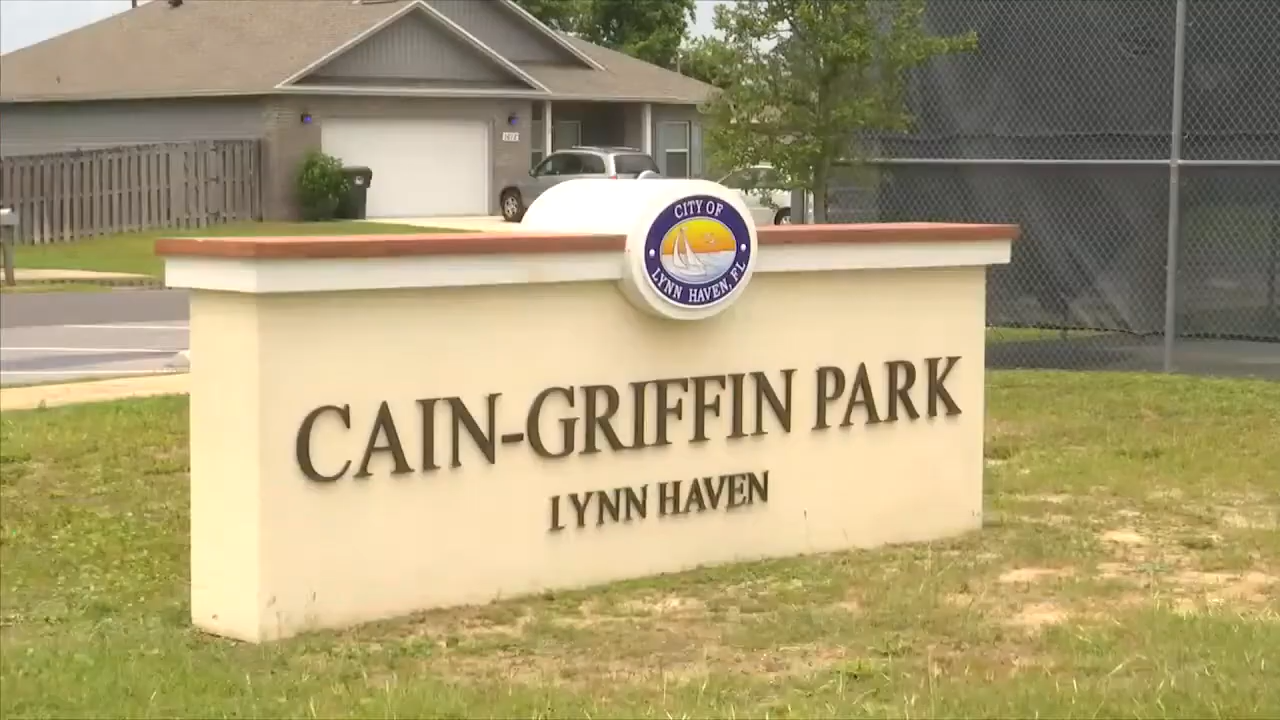 CITY OF
LYNN HAVEN, FL
CAIN-GRIFFIN PARK
LYNN HAVEN